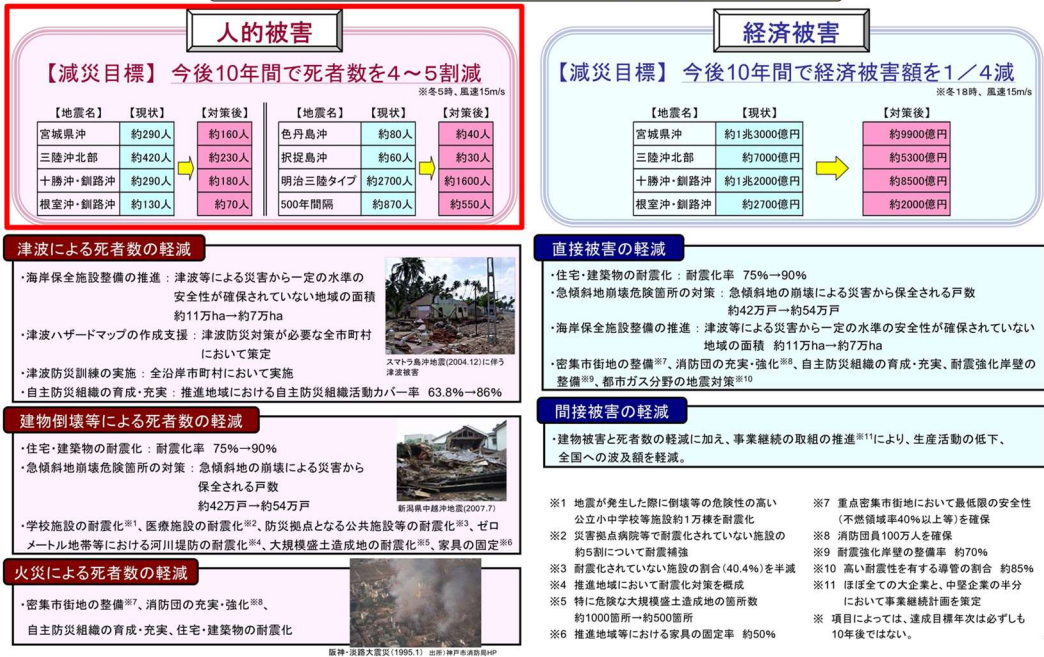 人的被害
【減災目標】 今後10年間で死者数を4〜5割減
※冬5時、風速15m/s
【地震名】 【現状】 【対策後】 【地震名】 【現状】 【対策後】
宮城県沖 約290人 約160人 色丹島沖 約80人 約40人
三陸沖北部 約420人 約230人 択捉島沖 約60人 約30人
十勝沖・釧路沖 約290人 約180人 明治三陸タイプ 約2700人 約1600人
根室沖・釧路沖 約130人 約70人 500年間隔 約870人 約550人
津波による死者数の軽減
・海岸保全施設整備の推進：津波等による災害から一定の水準の
安全性が確保されていない地域の面積
約11万ha→約7万ha
・津波ハザードマップの作成支援：津波防災対策が必要な全市町村
において策定
・津波防災訓練の実施：全沿岸市町村において実施
・自主防災組織の育成・充実：推進地域における自主防災組織活動カバー率 63.8%→86%
スマトラ島沖地震(2004.12)に伴う
津波被害
建物倒壊等による死者数の軽減
・住宅・建築物の耐震化：耐震化率 75%→90%
・急傾斜地崩壊危険箇所の対策：急傾斜地の崩壊による災害から
保全される戸数
約42万戸→約54万戸
新潟県中越沖地震(2007.7)
・学校施設の耐震化※1、医療施設の耐震化※2、防災拠点となる公共施設等の耐震化※3、ゼロ
メートル地帯等における河川堤防の耐震化※4、大規模盛土造成地の耐震化※5、家具の固定※6
火災による死者数の軽減
・密集市街地の整備※7、消防団の充実・強化※8、
自主防災組織の育成・充実、住宅・建築物の耐震化
阪神・淡路大震災(1995.1) 出所)神戸市消防局HP
経済被害
【減災目標】 今後10年間で経済被害額を1／4減
※冬18時、風速15m/s
【地震名】 【現状】 【対策後】
宮城県沖 約1兆3000億円 約9900億円
三陸沖北部 約7000億円 約5300億円
十勝沖・釧路沖 約1兆2000億円 約8500億円
根室沖・釧路沖 約2700億円 約2000億円
直接被害の軽減
・住宅・建築物の耐震化：耐震化率 75%→90%
・急傾斜地崩壊危険箇所の対策：急傾斜地の崩壊による災害から保全される戸数
約42万戸→約54万戸
・海岸保全施設整備の推進：津波等による災害から一定の水準の安全性が確保されていない
地域の面積 約11万ha→約7万ha
・密集市街地の整備※7、消防団の充実・強化※8、自主防災組織の育成・充実、耐震強化岸壁の
整備※9、都市ガス分野の地震対策※10
間接被害の軽減
・建物被害と死者数の軽減に加え、事業継続の取組の推進※11により、生産活動の低下、
全国への波及額を軽減。
※1 地震が発生した際に倒壊等の危険性の高い
公立小中学校等施設約1万棟を耐震化
※2 災害拠点病院等で耐震化されていない施設の
約5割について耐震補強
※3 耐震化されていない施設の割合(40.4%)を半減
※4 推進地域において耐震化対策を概成
※5 特に危険な大規模盛土造成地の箇所数
約1000箇所→約500箇所
※6 推進地域等における家具の固定率 約50%
※7 重点密集市街地において最低限の安全性
(不燃領域率40%以上等)を確保
※8 消防団員100万人を確保
※9 耐震強化岸壁の整備率 約70%
※10 高い耐震性を有する導管の割合 約85%
※11 ほぼ全ての大企業と、中堅企業の半分
において事業継続計画を策定
※ 項目によっては、達成目標年次は必ずしも
10年後ではない。